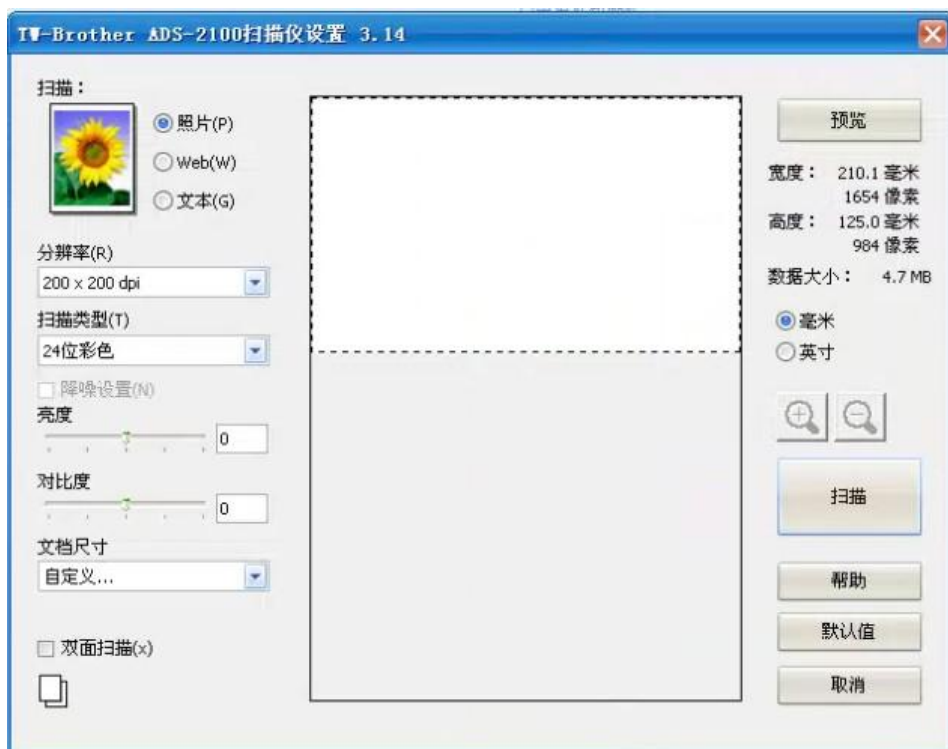 TW-Brother ADS-2100扫描仪设置 3.14
扫描：
照片(P)
Web(W)
文本(G)
分辨率(R)
200 x 200 dpi
扫描类型(T)
24位彩色
降噪设置(N)
亮度
0
对比度
0
文档尺寸
自定义...
双面扫描(x)
预览
宽度： 210.1 毫米
1654 像素
高度： 125.0 毫米
984 像素
数据大小： 4.7 MB
毫米
英寸
扫描
帮助
默认值
取消